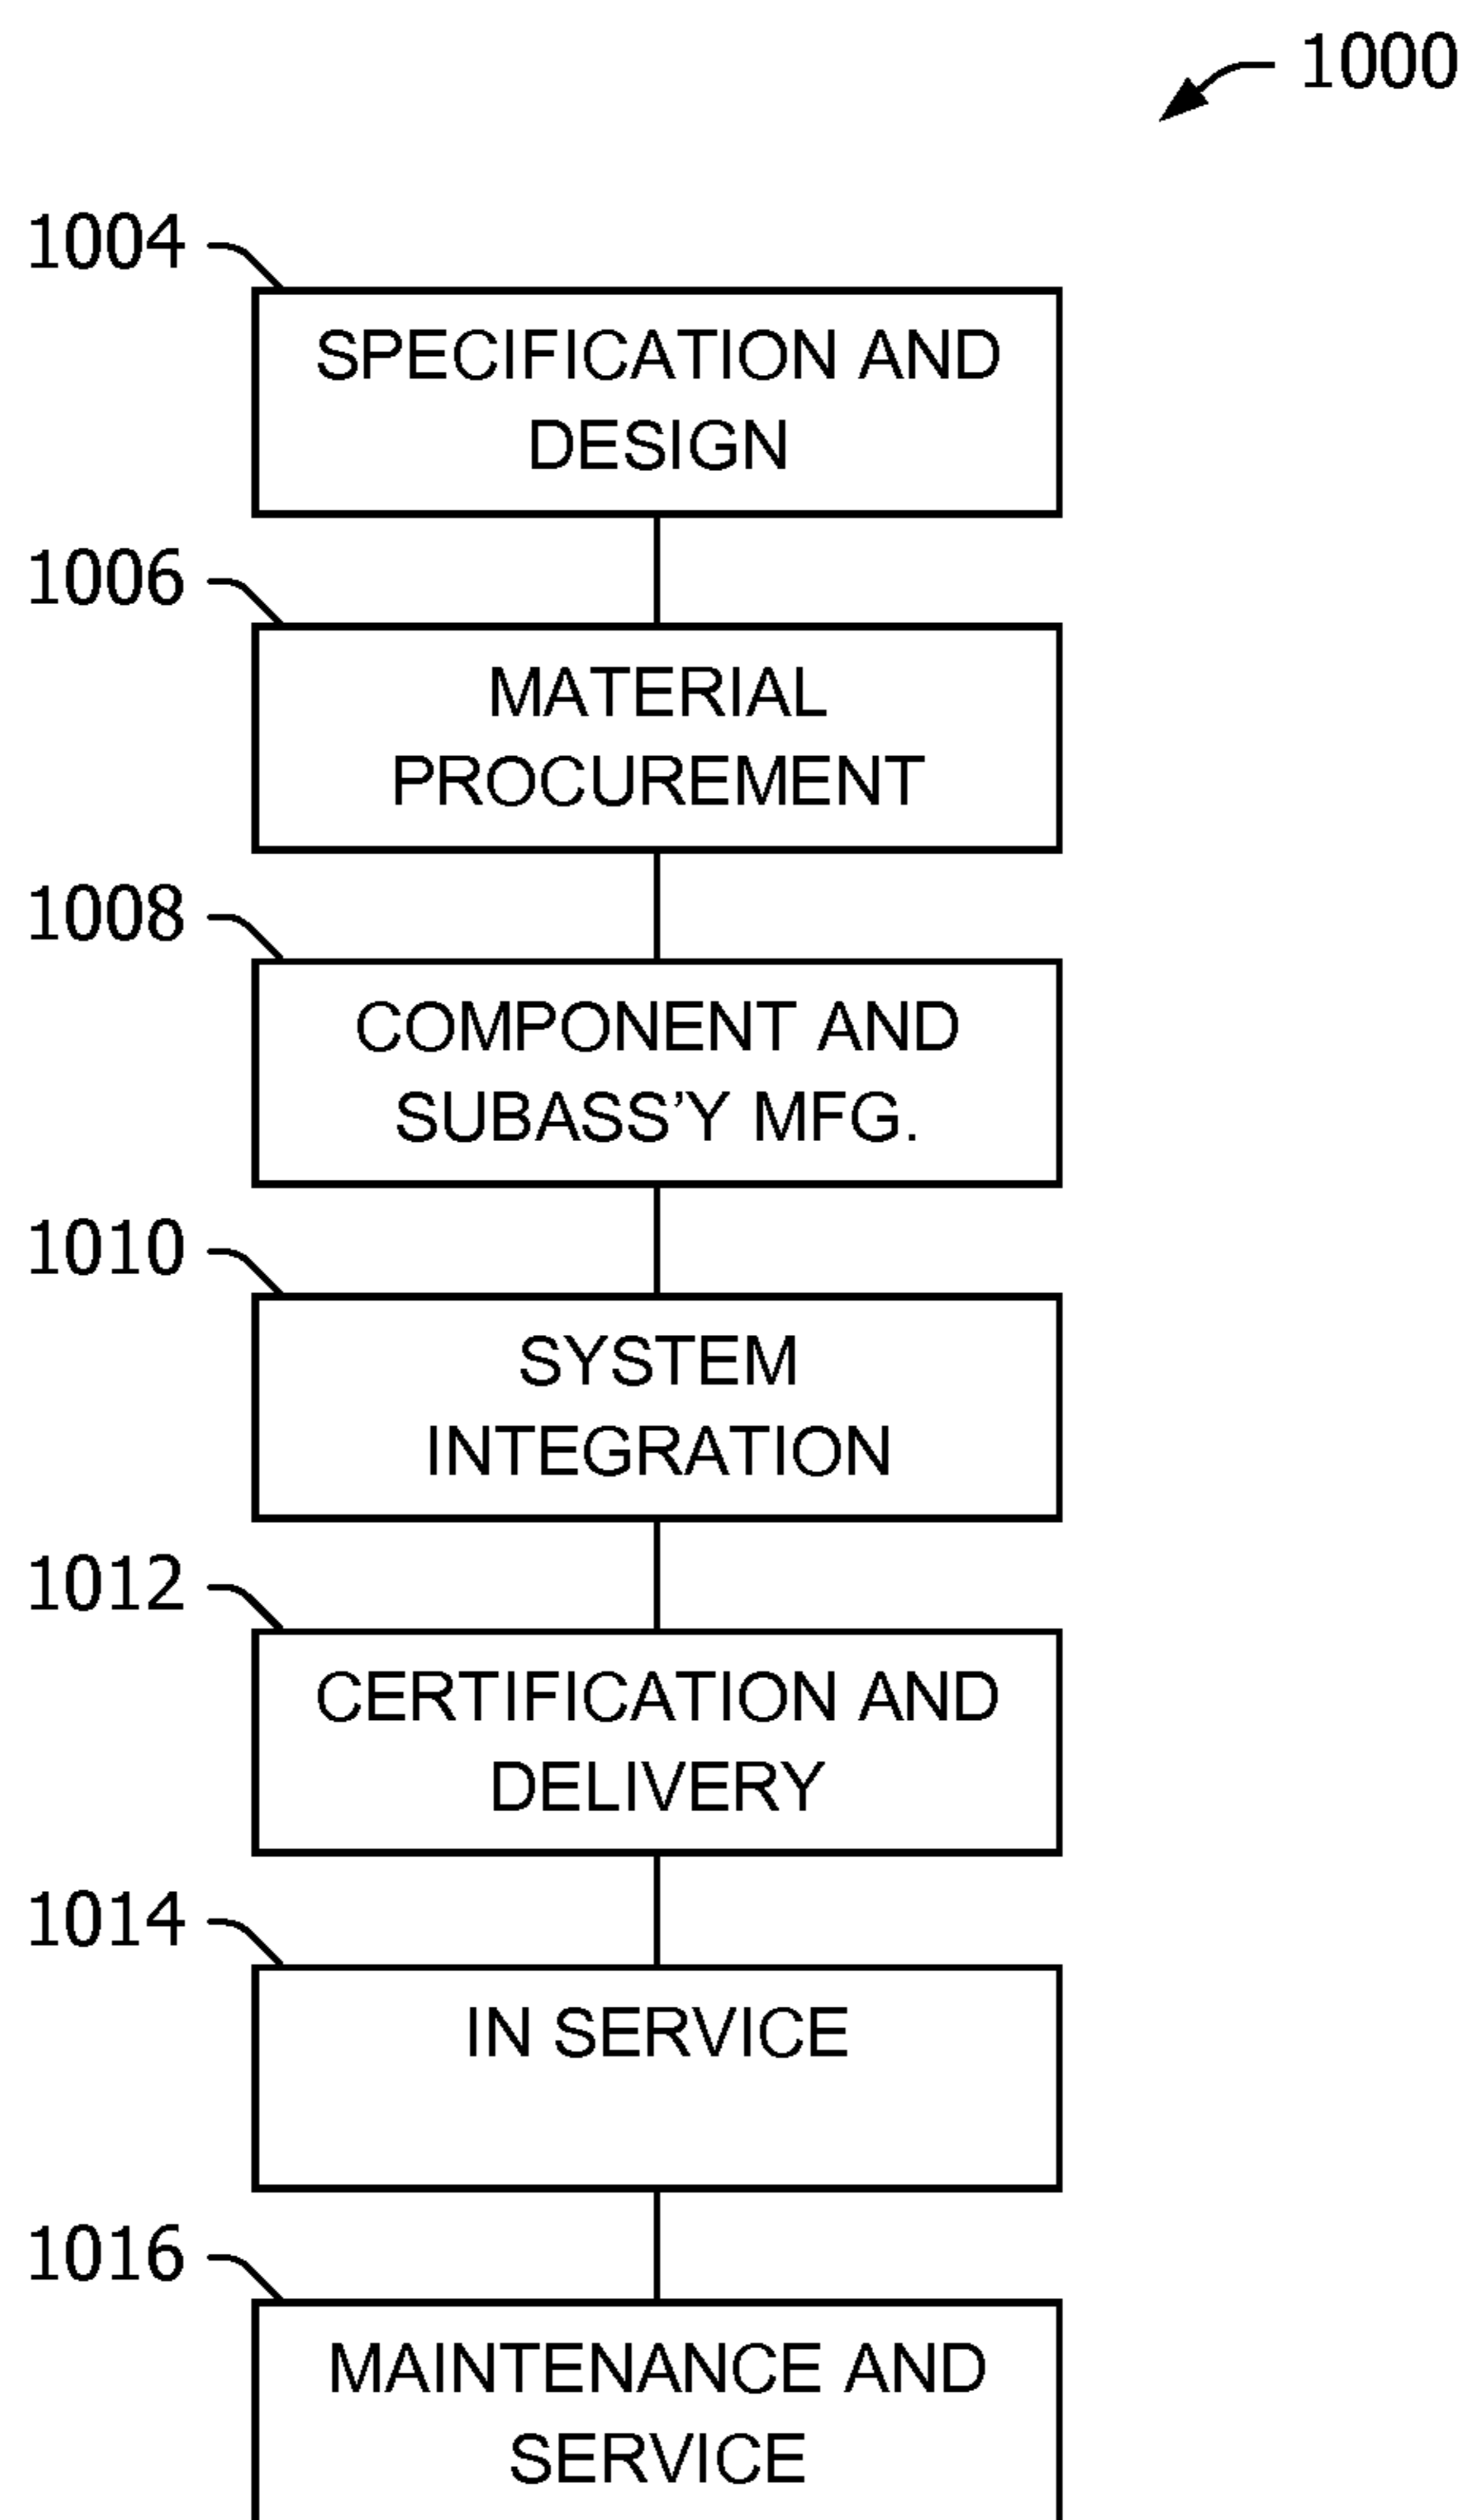 1000
1004
SPECIFICATION AND
DESIGN
1006
MATERIAL
PROCUREMENT
1008
COMPONENT AND
SUBASS'Y MFG.
1010
SYSTEM
INTEGRATION
1012
CERTIFICATION AND
DELIVERY
1014
IN SERVICE
1016
MAINTENANCE AND
SERVICE